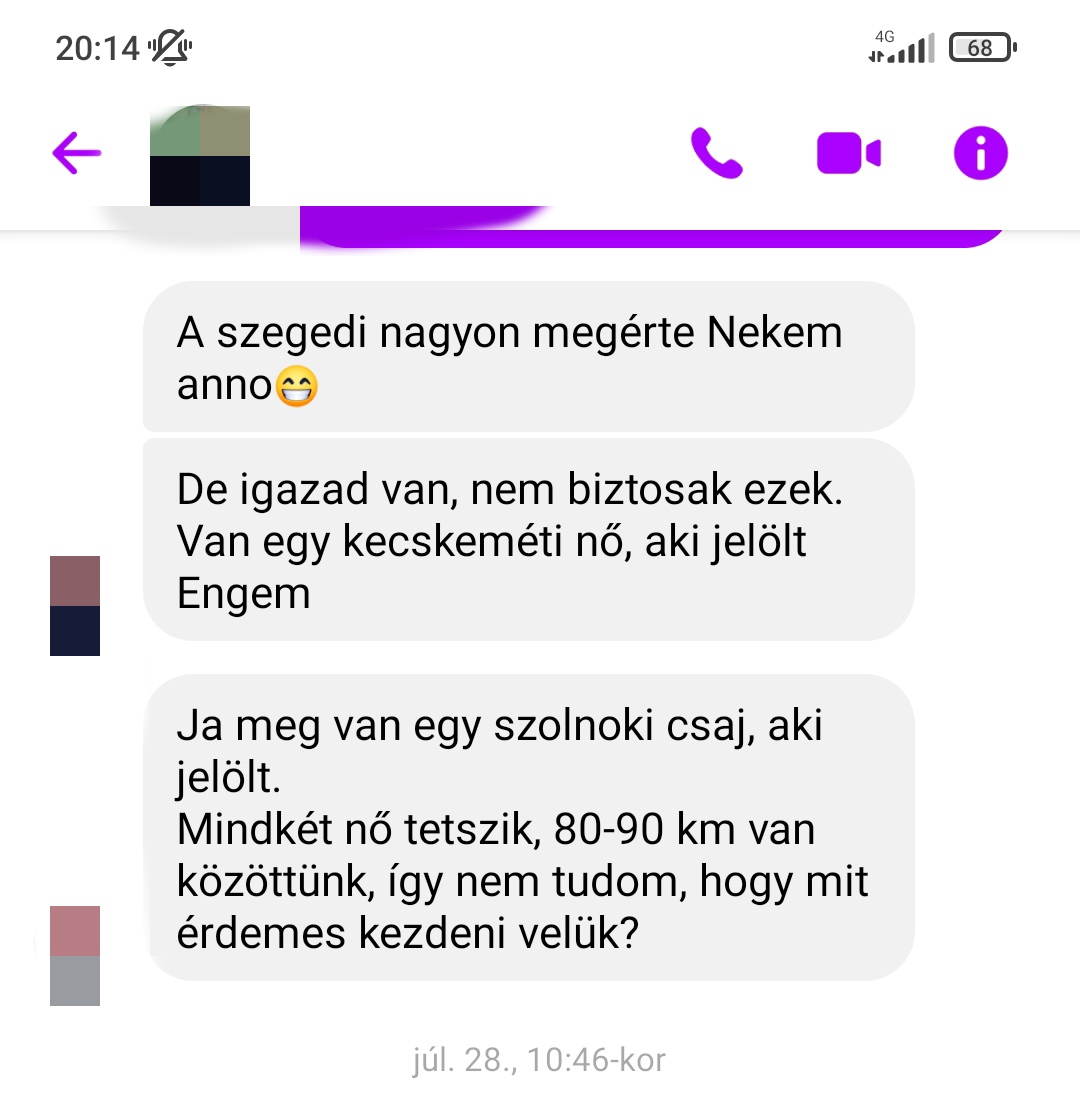 20:14
4G
68
A szegedi nagyon megérte Nekem
anno😁
De igazad van, nem biztosak ezek.
Van egy kecskeméti nő, aki jelölt
Engem
Ja meg van egy szolnoki csaj, aki
jelölt.
Mindkét nő tetszik, 80-90 km van
közöttünk, így nem tudom, hogy mit
érdemes kezdeni velük?
júl. 28., 10:46-kor